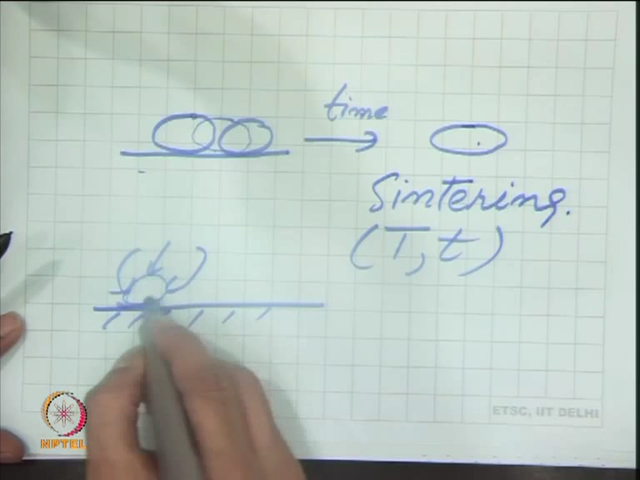 time
Sintering.
(T, t)
ETSC, IIT DELHI
NPTEL